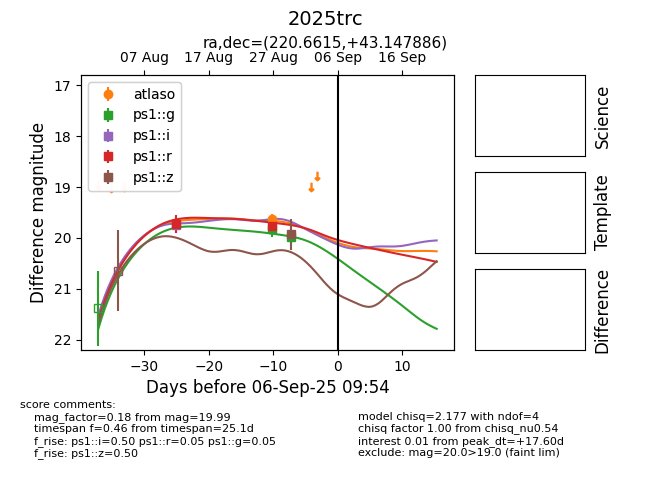 2025trc
ra,dec=(220.6615,+43.147886)
07 Aug 17 Aug 27 Aug 06 Sep 16 Sep
17
18
19
20
21
22
Difference magnitude
atlaso
ps1::g
ps1::i
ps1::r
ps1::z
−30 −20 −10 0 10
Days before 06-Sep-25 09:54
Science
Template
Difference
score comments:
mag_factor=0.18 from mag=19.99
timespan f=0.46 from timespan=25.1d
f_rise: ps1::i=0.50 ps1::r=0.05 ps1::g=0.05
f_rise: ps1::z=0.50
model chisq=2.177 with ndof=4
chisq factor 1.00 from chisq_nu0.54
interest 0.01 from peak_dt=+17.60d
exclude: mag=20.0>19.0 (faint lim)